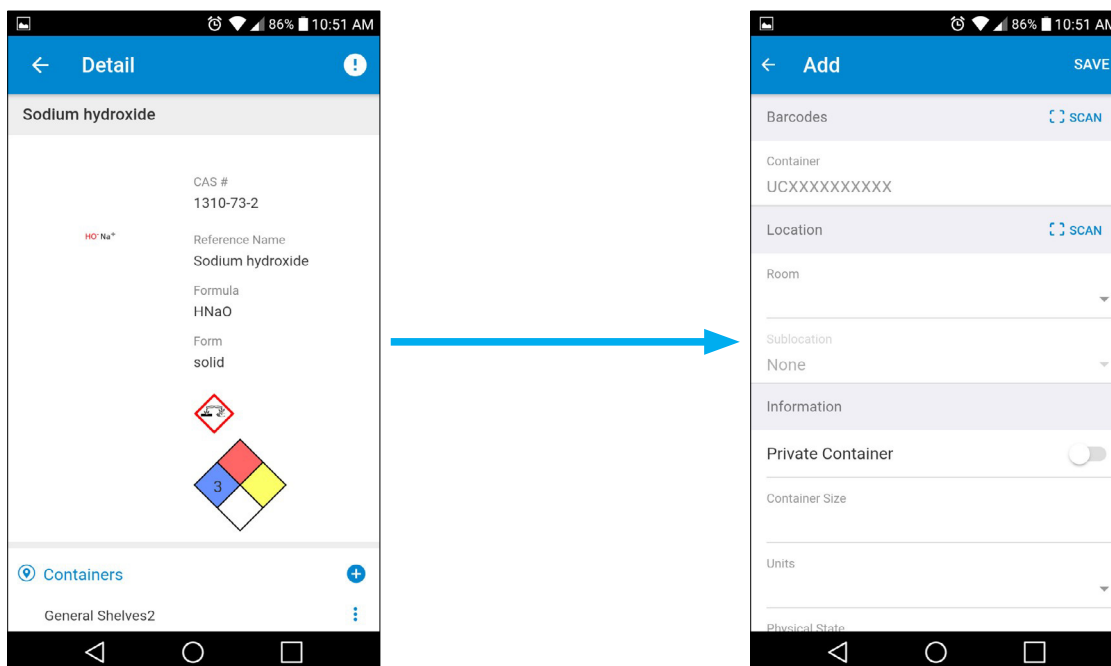 86% 10:51 AM
Detail
Sodium hydroxide
CAS #
1310-73-2
HO⁻ Na⁺
Reference Name
Sodium hydroxide
Formula
HNaO
Form
solid
3
Containers
General Shelves2
86% 10:51 AM
Add SAVE
Barcodes SCAN
Container
UCXXXXXXXXXX
Location SCAN
Room
Sublocation
None
Information
Private Container
Container Size
Units
Physical State